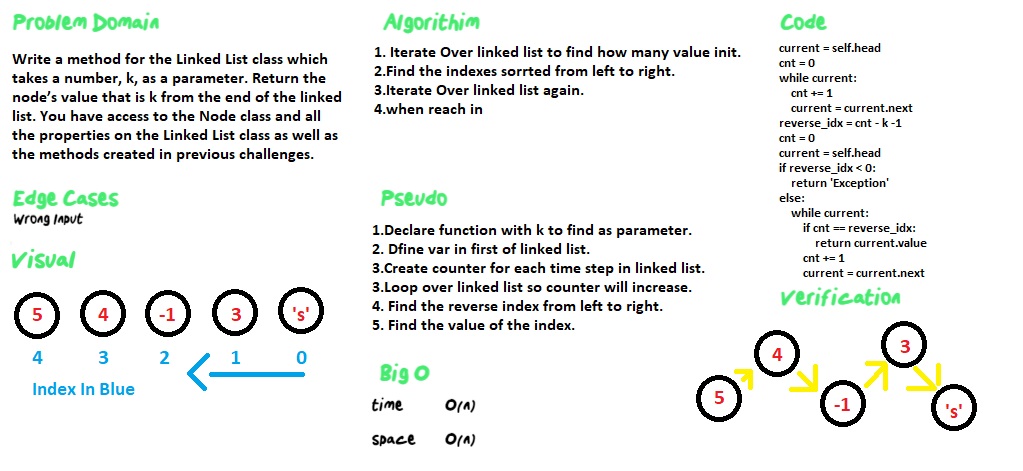 Problem Domain
Write a method for the Linked List class which
takes a number, k, as a parameter. Return the
node's value that is k from the end of the linked
list. You have access to the Node class and all
the properties on the Linked List class as well as
the methods created in previous challenges.
Edge Cases
Wrong Input
Visual
5 4 -1 3 's'
4 3 2 1 0
Index In Blue
Algorithim
1. Iterate Over linked list to find how many value init.
2.Find the indexes sorrted from left to right.
3.Iterate Over linked list again.
4.when reach in
Pseudo
1.Declare function with k to find as parameter.
2. Dfine var in first of linked list.
3.Create counter for each time step in linked list.
3.Loop over linked list so counter will increase.
4. Find the reverse index from left to right.
5. Find the value of the index.
Big O
time O(n)
space O(n)
Code
current = self.head
cnt = 0
while current:
cnt += 1
current = current.next
reverse_idx = cnt - k -1
cnt = 0
current = self.head
if reverse_idx < 0:
return 'Exception'
else:
while current:
if cnt == reverse_idx:
return current.value
cnt += 1
current = current.next
Verification
5 4 -1 3 's'